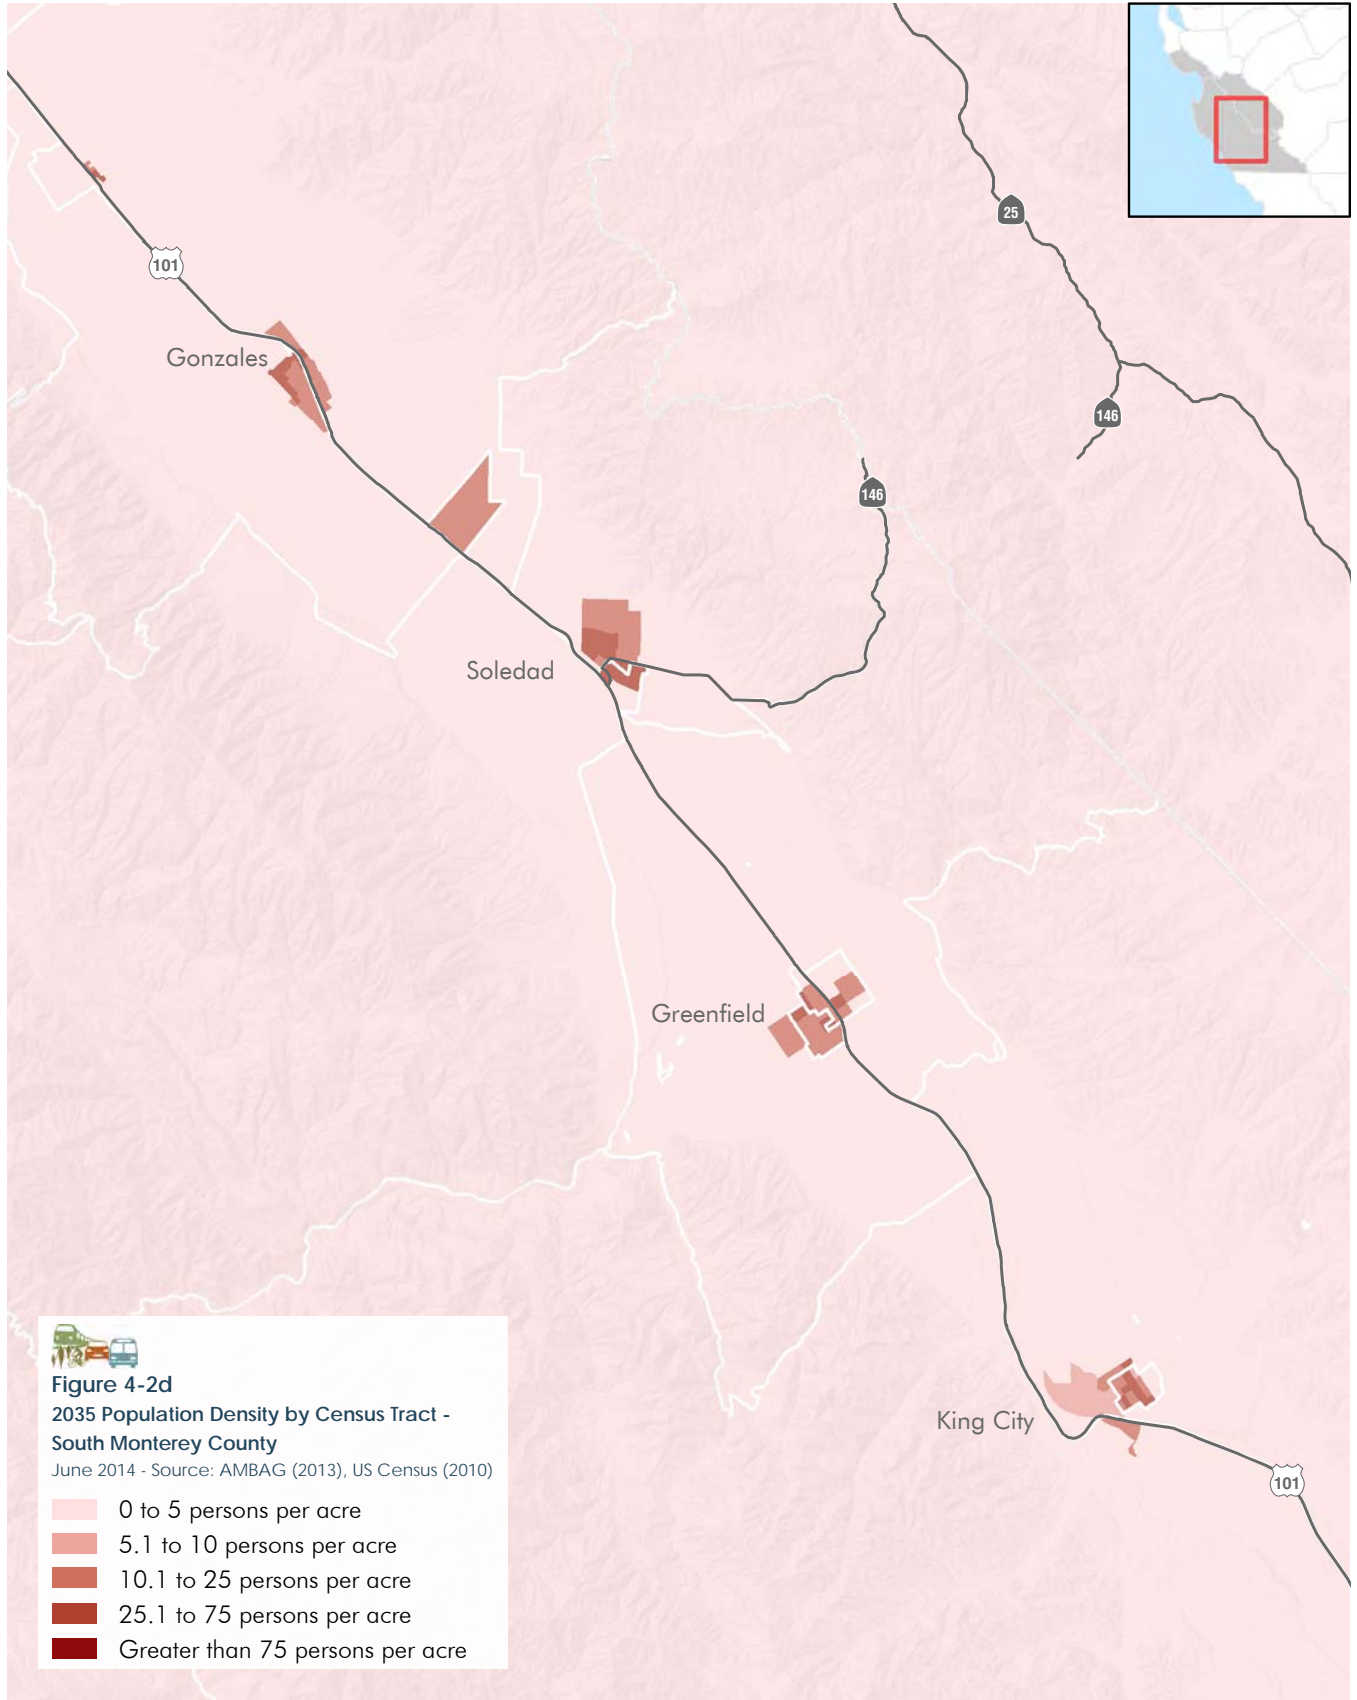 25
101
Gonzales
146
146
Soledad
Greenfield
King City
101
Figure 4-2d
2035 Population Density by Census Tract -
South Monterey County
June 2014 - Source: AMBAG (2013), US Census (2010)
0 to 5 persons per acre
5.1 to 10 persons per acre
10.1 to 25 persons per acre
25.1 to 75 persons per acre
Greater than 75 persons per acre